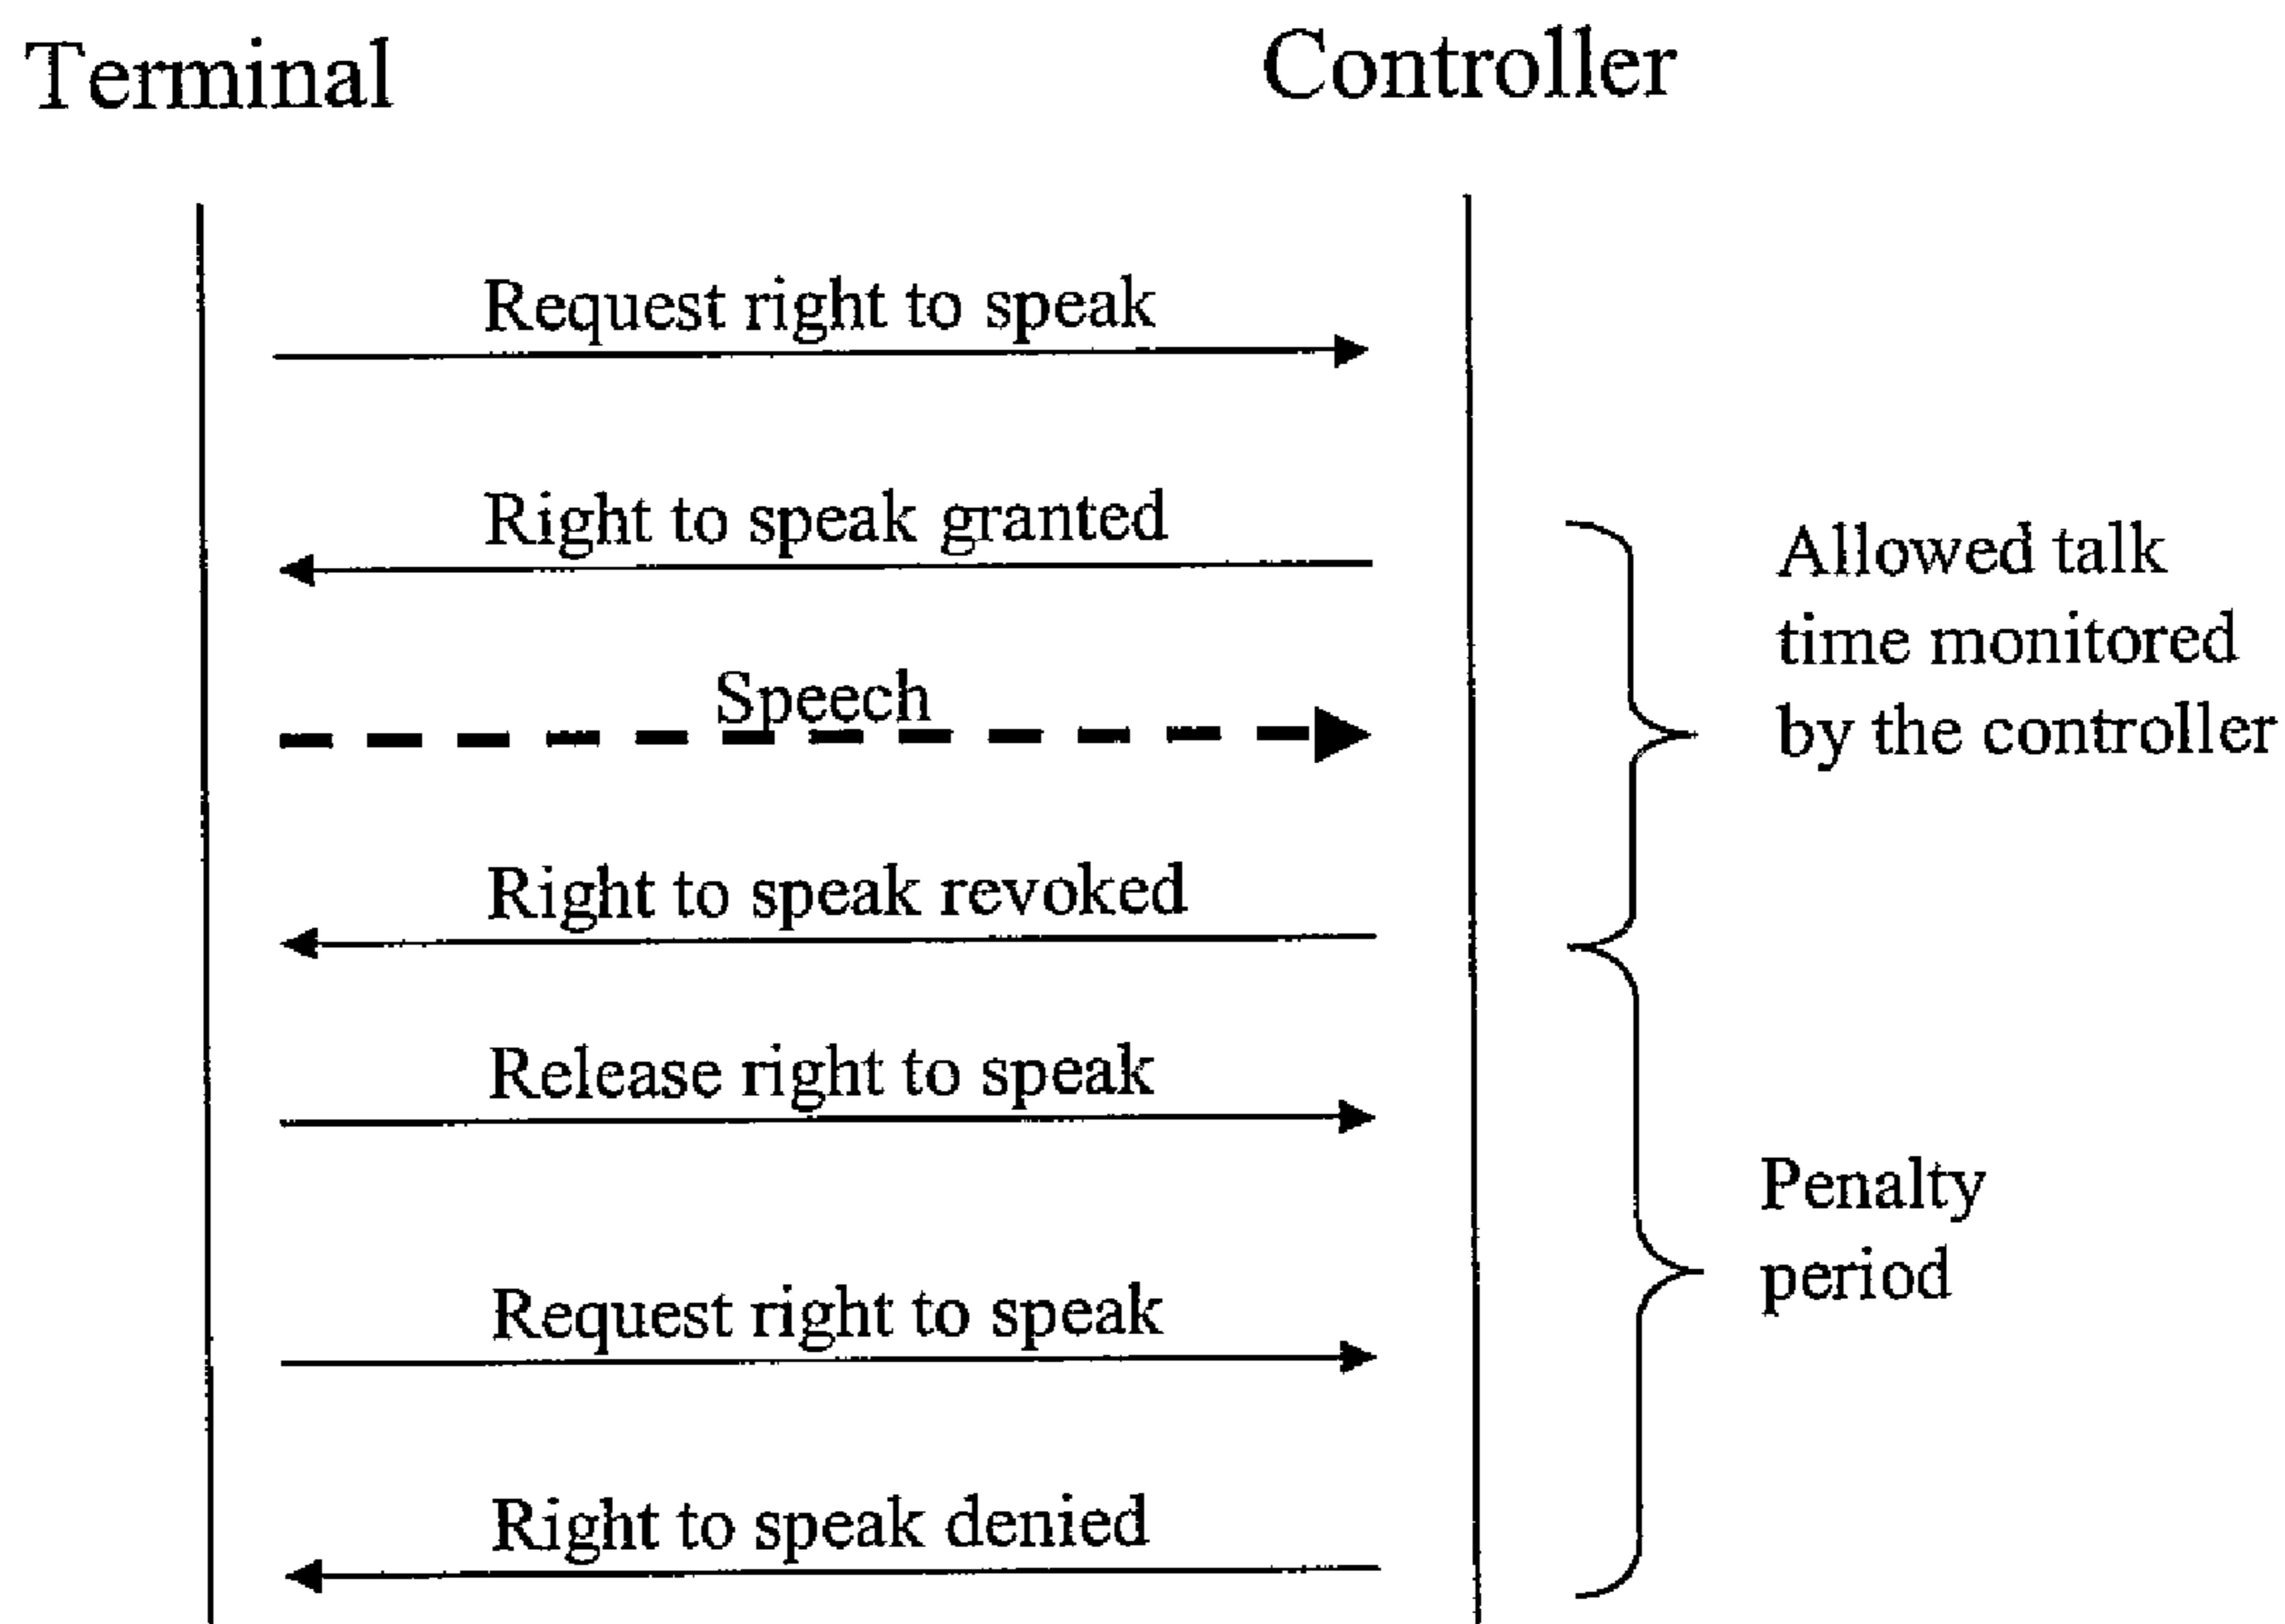 Terminal
Controller
Request right to speak
Right to speak granted
Allowed talk
time monitored
by the controller
Speech
Right to speak revoked
Release right to speak
Penalty
period
Request right to speak
Right to speak denied